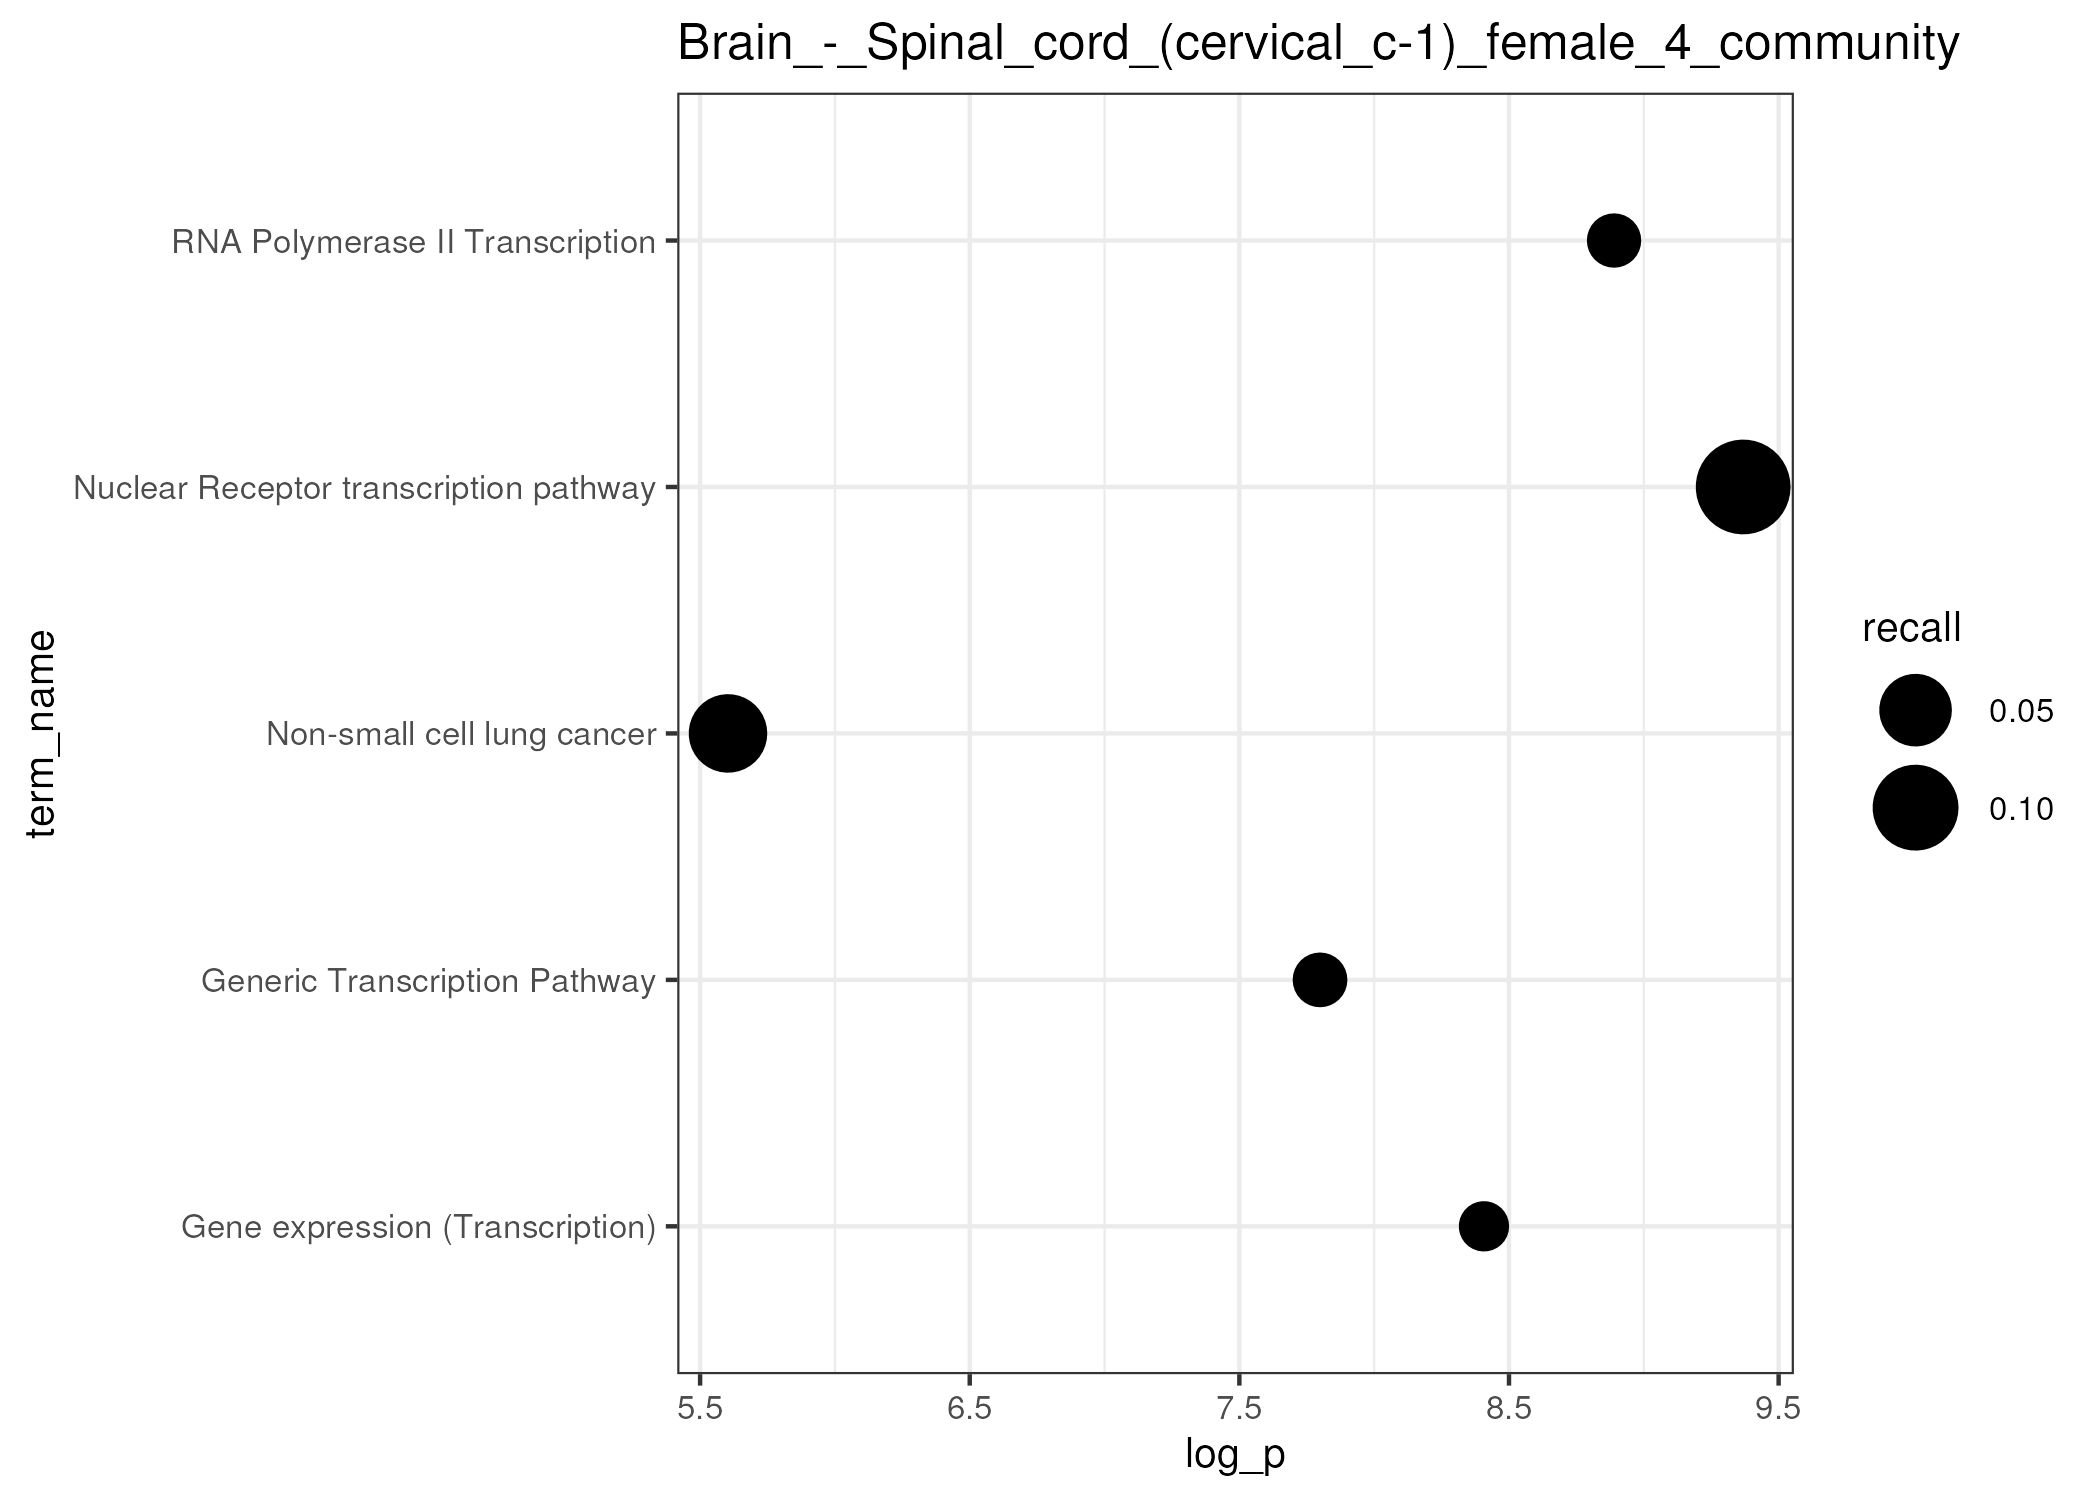 Brain_-_Spinal_cord_(cervical_c-1)_female_4_community
RNA Polymerase II Transcription
Nuclear Receptor transcription pathway
Non-small cell lung cancer
Generic Transcription Pathway
Gene expression (Transcription)
term_name
5.5 6.5 7.5 8.5 9.5
log_p
recall
0.05
0.10